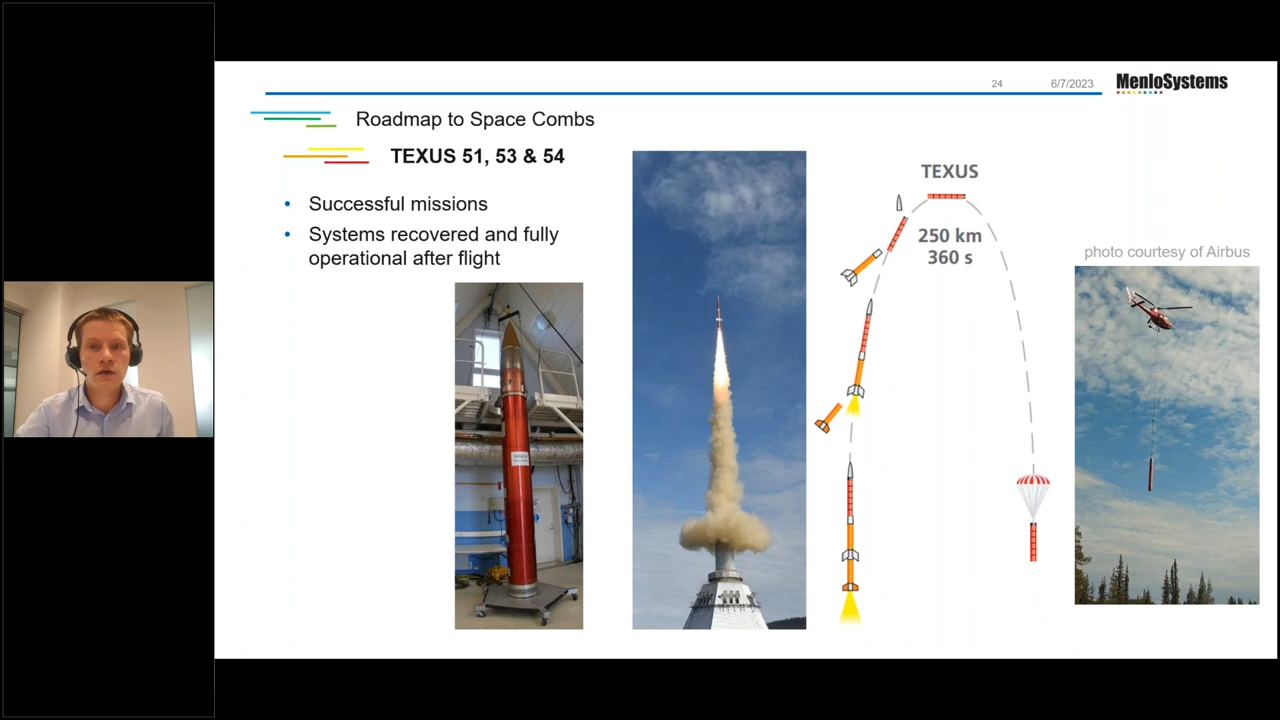 24
6/7/2023
MenloSystems
Roadmap to Space Combs
TEXUS 51, 53 & 54
• Successful missions
• Systems recovered and fully
operational after flight
TEXUS
250 km
360 s
photo courtesy of Airbus